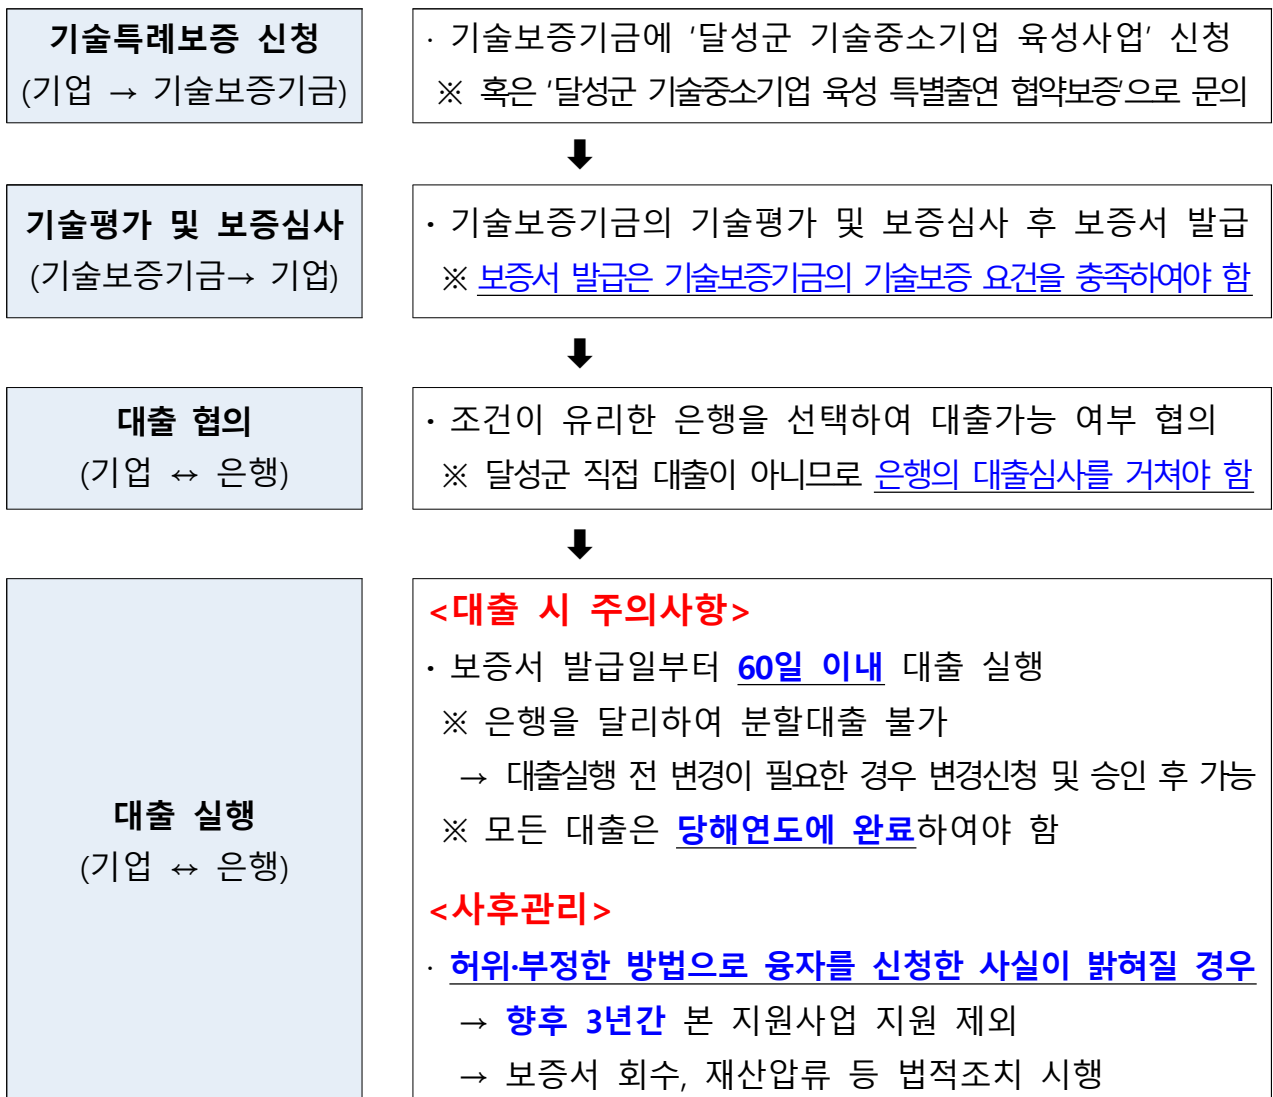 기술특례보증 신청
(기업 → 기술보증기금)
· 기술보증기금에 '달성군 기술중소기업 육성사업' 신청
※ 혹은 '달성군 기술중소기업 육성 특별출연 협약보증'으로 문의
기술평가 및 보증심사
(기술보증기금→ 기업)
· 기술보증기금의 기술평가 및 보증심사 후 보증서 발급
※ 보증서 발급은 기술보증기금의 기술보증 요건을 충족하여야 함
대출 협의
(기업 ↔ 은행)
· 조건이 유리한 은행을 선택하여 대출가능 여부 협의
※ 달성군 직접 대출이 아니므로 은행의 대출심사를 거쳐야 함
대출 실행
(기업 ↔ 은행)
<대출 시 주의사항>
· 보증서 발급일부터 60일 이내 대출 실행
※ 은행을 달리하여 분할대출 불가
→ 대출실행 전 변경이 필요한 경우 변경신청 및 승인 후 가능
※ 모든 대출은 당해연도에 완료하여야 함
<사후관리>
· 허위·부정한 방법으로 융자를 신청한 사실이 밝혀질 경우
→ 향후 3년간 본 지원사업 지원 제외
→ 보증서 회수, 재산압류 등 법적조치 시행